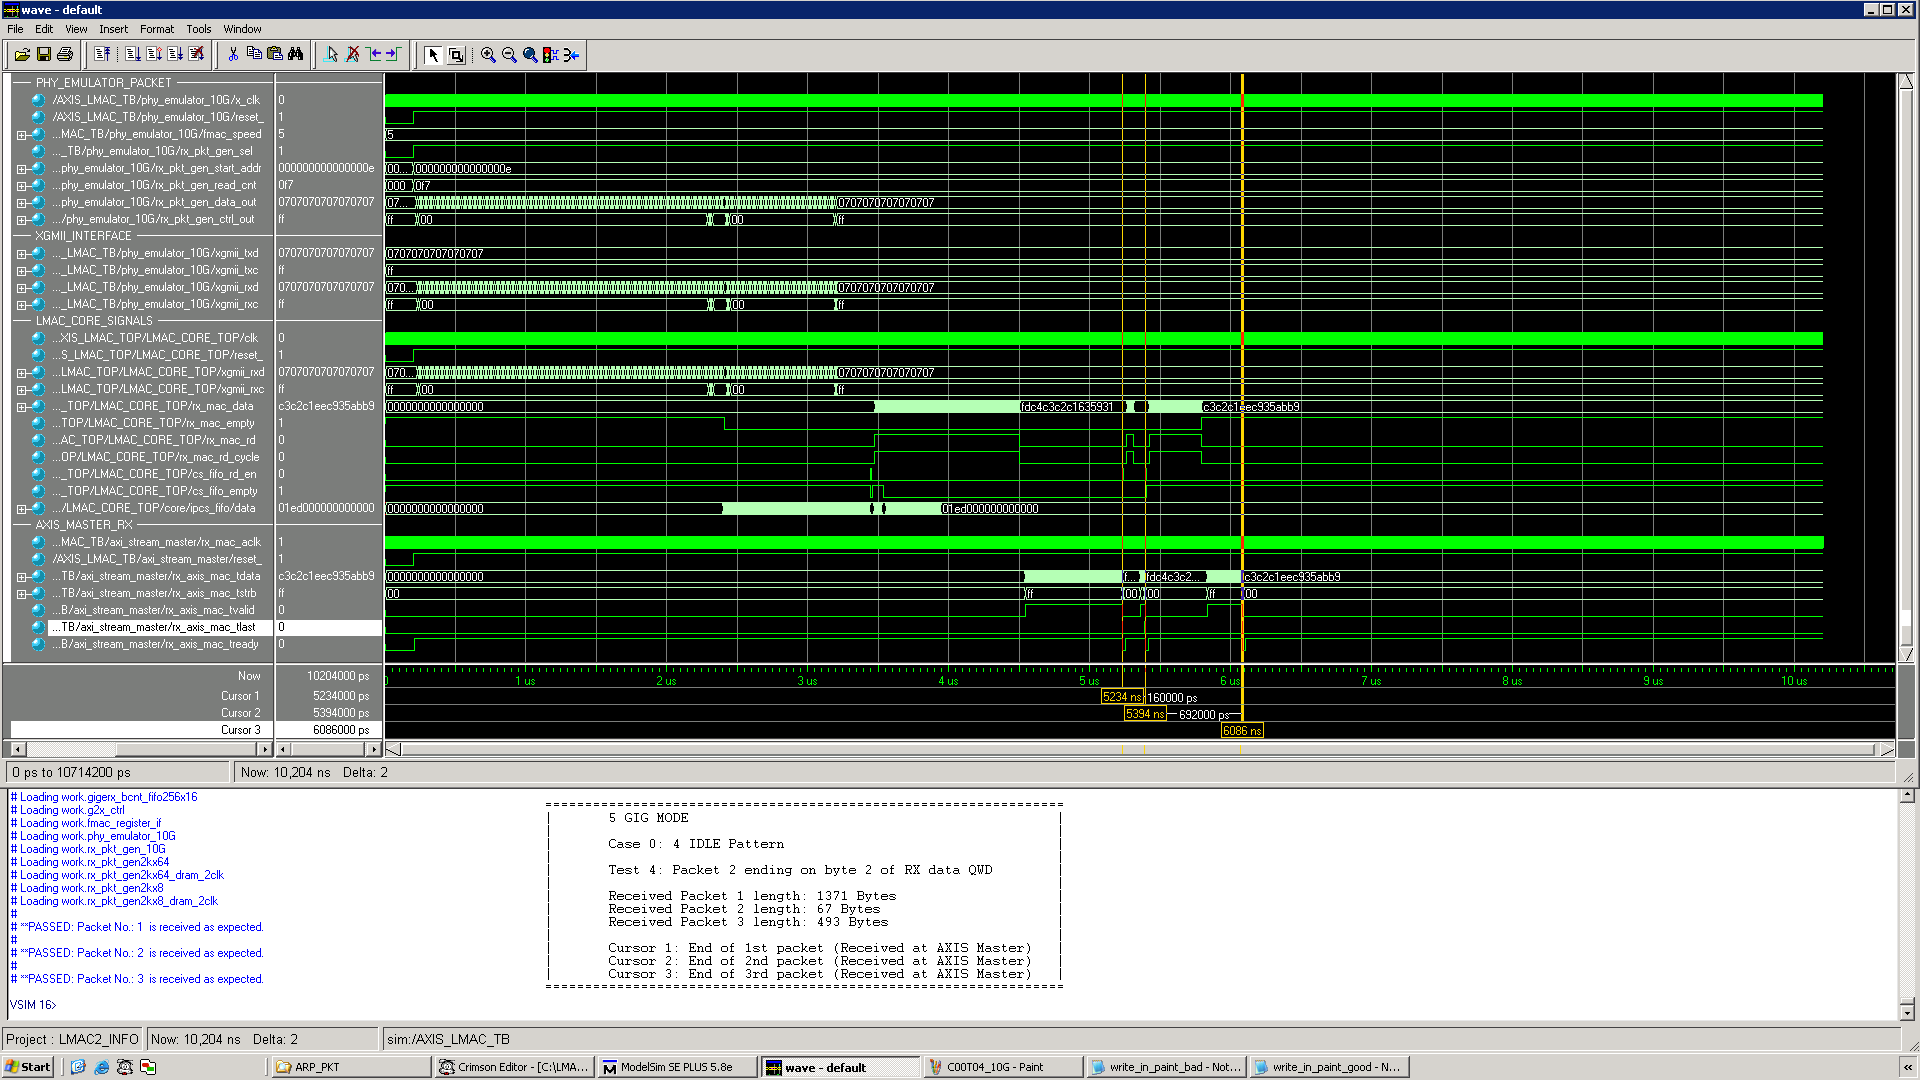 wave - default
File Edit View Insert Format Tools Window
PHY_EMULATOR_PACKET
/AXIS_LMAC_TB/phy_emulator_10G/x_clk 0
/AXIS_LMAC_TB/phy_emulator_10G/reset_ 1
...MAC_TB/phy_emulator_10G/fmac_speed 5 5
..._TB/phy_emulator_10G/rx_pkt_gen_sel 1
...phy_emulator_10G/rx_pkt_gen_start_addr 000000000000000e 00... 000000000000000e
...phy_emulator_10G/rx_pkt_gen_read_cnt 0f7 000 0f7
...phy_emulator_10G/rx_pkt_gen_data_out 0707070707070707 07... 0707070707070707
.../phy_emulator_10G/rx_pkt_gen_ctrl_out ff ff 00 00 ff
XGMII_INTERFACE
..._LMAC_TB/phy_emulator_10G/xgmii_txd 0707070707070707 0707070707070707
..._LMAC_TB/phy_emulator_10G/xgmii_txc ff ff
..._LMAC_TB/phy_emulator_10G/xgmii_rxd 0707070707070707 070... 0707070707070707
..._LMAC_TB/phy_emulator_10G/xgmii_rxc ff ff 00 00 ff
LMAC_CORE_SIGNALS
...XIS_LMAC_TOP/LMAC_CORE_TOP/clk 0
...S_LMAC_TOP/LMAC_CORE_TOP/reset_ 1
...LMAC_TOP/LMAC_CORE_TOP/xgmii_rxd 0707070707070707 070... 0707070707070707
...LMAC_TOP/LMAC_CORE_TOP/xgmii_rxc ff ff 00 00 ff
..._TOP/LMAC_CORE_TOP/rx_mac_data c3c2c1eec935abb9 0000000000000000 fdc4c3c2c1635931 c3c2c1eec935abb9
...TOP/LMAC_CORE_TOP/rx_mac_empty 1
...AC_TOP/LMAC_CORE_TOP/rx_mac_rd 0
...OP/LMAC_CORE_TOP/rx_mac_rd_cycle 0
..._TOP/LMAC_CORE_TOP/cs_fifo_rd_en 0
..._TOP/LMAC_CORE_TOP/cs_fifo_empty 1
.../LMAC_CORE_TOP/core/ipcs_fifo/data 01ed000000000000 0000000000000000 01ed000000000000
AXIS_MASTER_RX
...MAC_TB/axi_stream_master/rx_mac_aclk 1
/AXIS_LMAC_TB/axi_stream_master/reset_ 1
...TB/axi_stream_master/rx_axis_mac_tdata c3c2c1eec935abb9 0000000000000000 f... fdc4c3c2... c3c2c1eec935abb9
...TB/axi_stream_master/rx_axis_mac_tstrb ff 00 ff 00 00 ff 00
...B/axi_stream_master/rx_axis_mac_tvalid 0
...TB/axi_stream_master/rx_axis_mac_tlast 0
...B/axi_stream_master/rx_axis_mac_tready 0
Now 10204000 ps 1 us 2 us 3 us 4 us 5 us 6 us 7 us 8 us 9 us 10 us
Cursor 1 5234000 ps 5234 ns 160000 ps
Cursor 2 5394000 ps 5394 ns 692000 ps
Cursor 3 6086000 ps 6086 ns
0 ps to 10714200 ps Now: 10,204 ns Delta: 2
# Loading work.gigerx_bcnt_fifo256x16
# Loading work.g2x_ctrl
# Loading work.fmac_register_if
# Loading work.phy_emulator_10G
# Loading work.rx_pkt_gen_10G
# Loading work.rx_pkt_gen2kx64
# Loading work.rx_pkt_gen2kx64_dram_2clk
# Loading work.rx_pkt_gen2kx8
# Loading work.rx_pkt_gen2kx8_dram_2clk
#
# **PASSED: Packet No.: 1 is received as expected.
#
# **PASSED: Packet No.: 2 is received as expected.
#
# **PASSED: Packet No.: 3 is received as expected.
VSIM 16>
5 GIG MODE
Case 0: 4 IDLE Pattern
Test 4: Packet 2 ending on byte 2 of RX data QWD
Received Packet 1 length: 1371 Bytes
Received Packet 2 length: 67 Bytes
Received Packet 3 length: 493 Bytes
Cursor 1: End of 1st packet (Received at AXIS Master)
Cursor 2: End of 2nd packet (Received at AXIS Master)
Cursor 3: End of 3rd packet (Received at AXIS Master)
Project : LMAC2_INFO Now: 10,204 ns Delta: 2 sim:/AXIS_LMAC_TB
Start ARP_PKT Crimson Editor - [C:\LMA... ModelSim SE PLUS 5.8e wave - default C00T04_10G - Paint write_in_paint_bad - Not... write_in_paint_good - N...